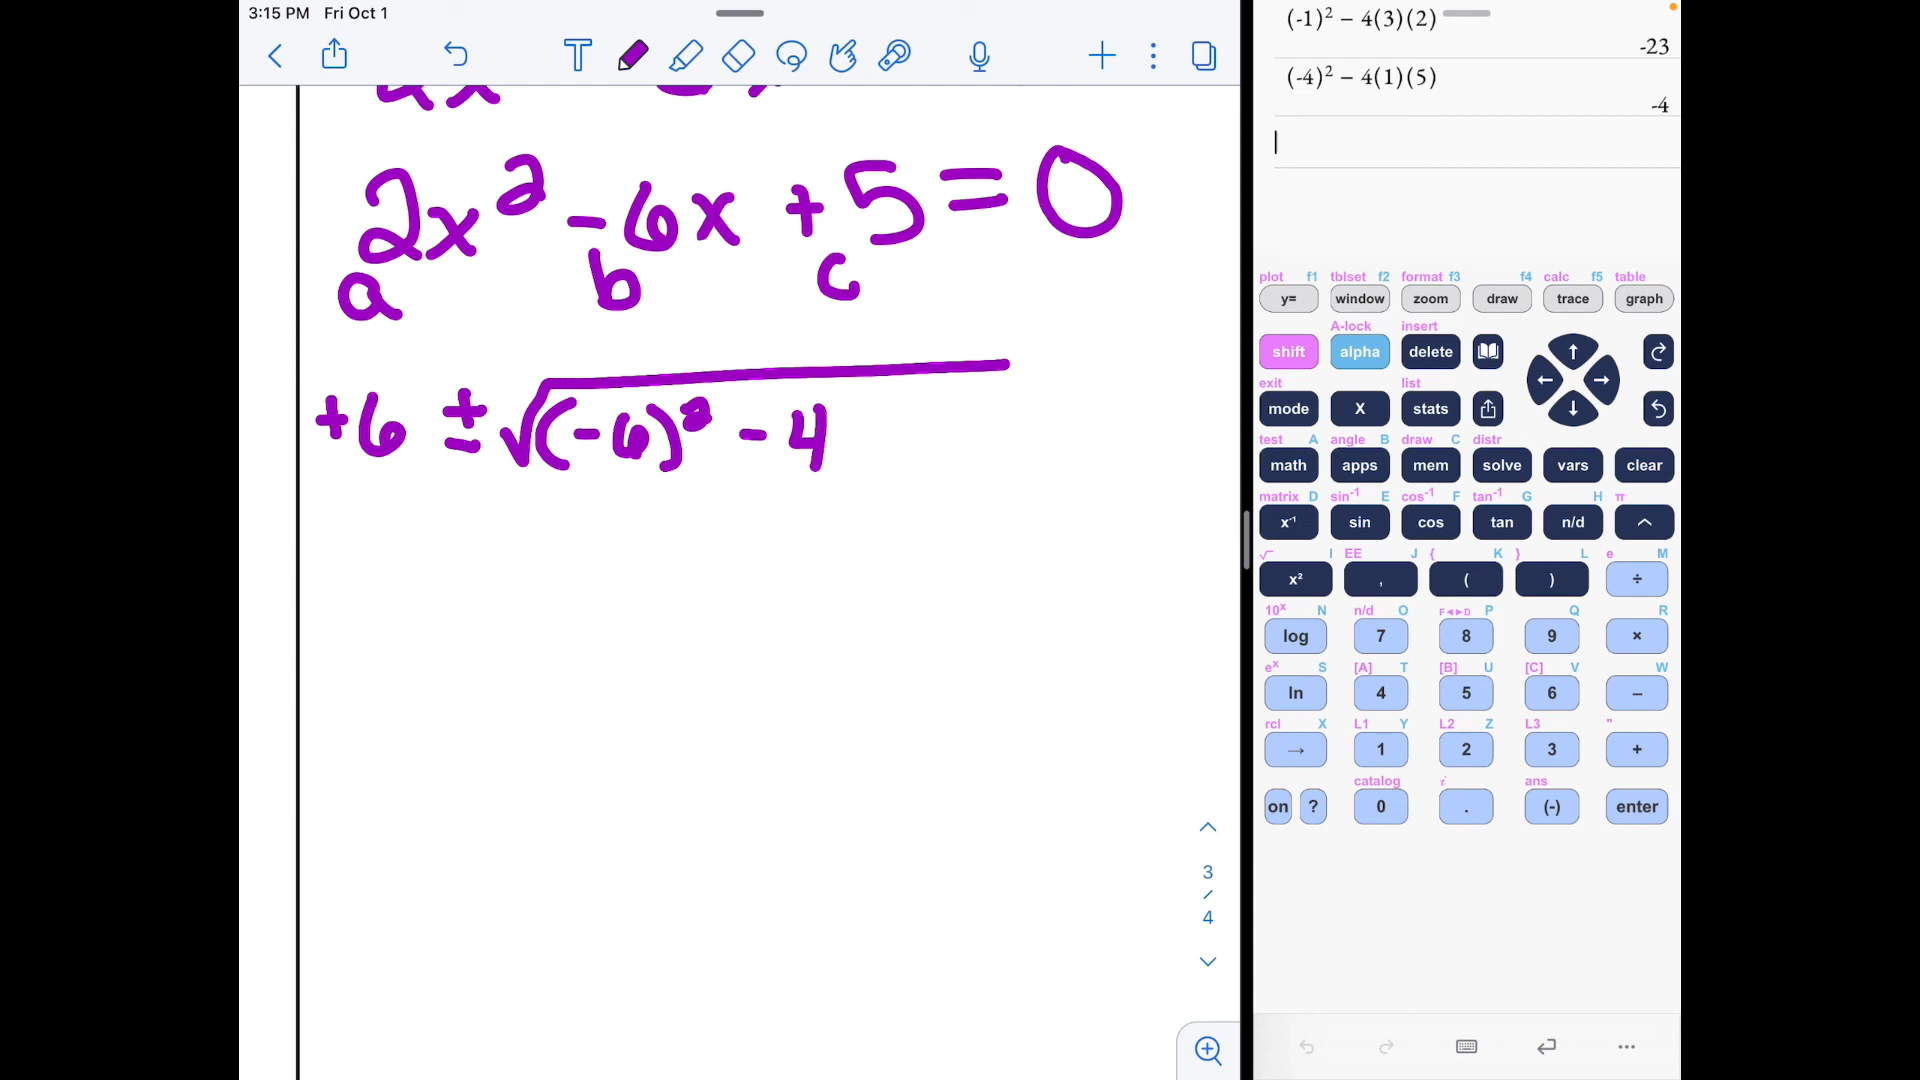 3:15 PM Fri Oct 1
2x² - 6x + 5 = 0
a b c
+6 ± √(-6)² - 4
3
/
4
(-1)² − 4(3)(2)
-23
(-4)² − 4(1)(5)
-4
plot f1 tblset f2 format f3 f4 calc f5 table
y= window zoom draw trace graph
A-lock insert
shift alpha delete
exit list
mode X stats
test A angle B draw C distr
math apps mem solve vars clear
matrix D sin⁻¹ E cos⁻¹ F tan⁻¹ G H π
x⁻¹ sin cos tan n/d ^
√ I EE J { K } L e M
x² , ( ) ÷
10ˣ N n/d O F◄►D P Q R
log 7 8 9 ×
eˣ S [A] T [B] U [C] V W
ln 4 5 6 −
rcl X L1 Y L2 Z L3 "
→ 1 2 3 +
catalog i ans
on ? 0 . (-) enter